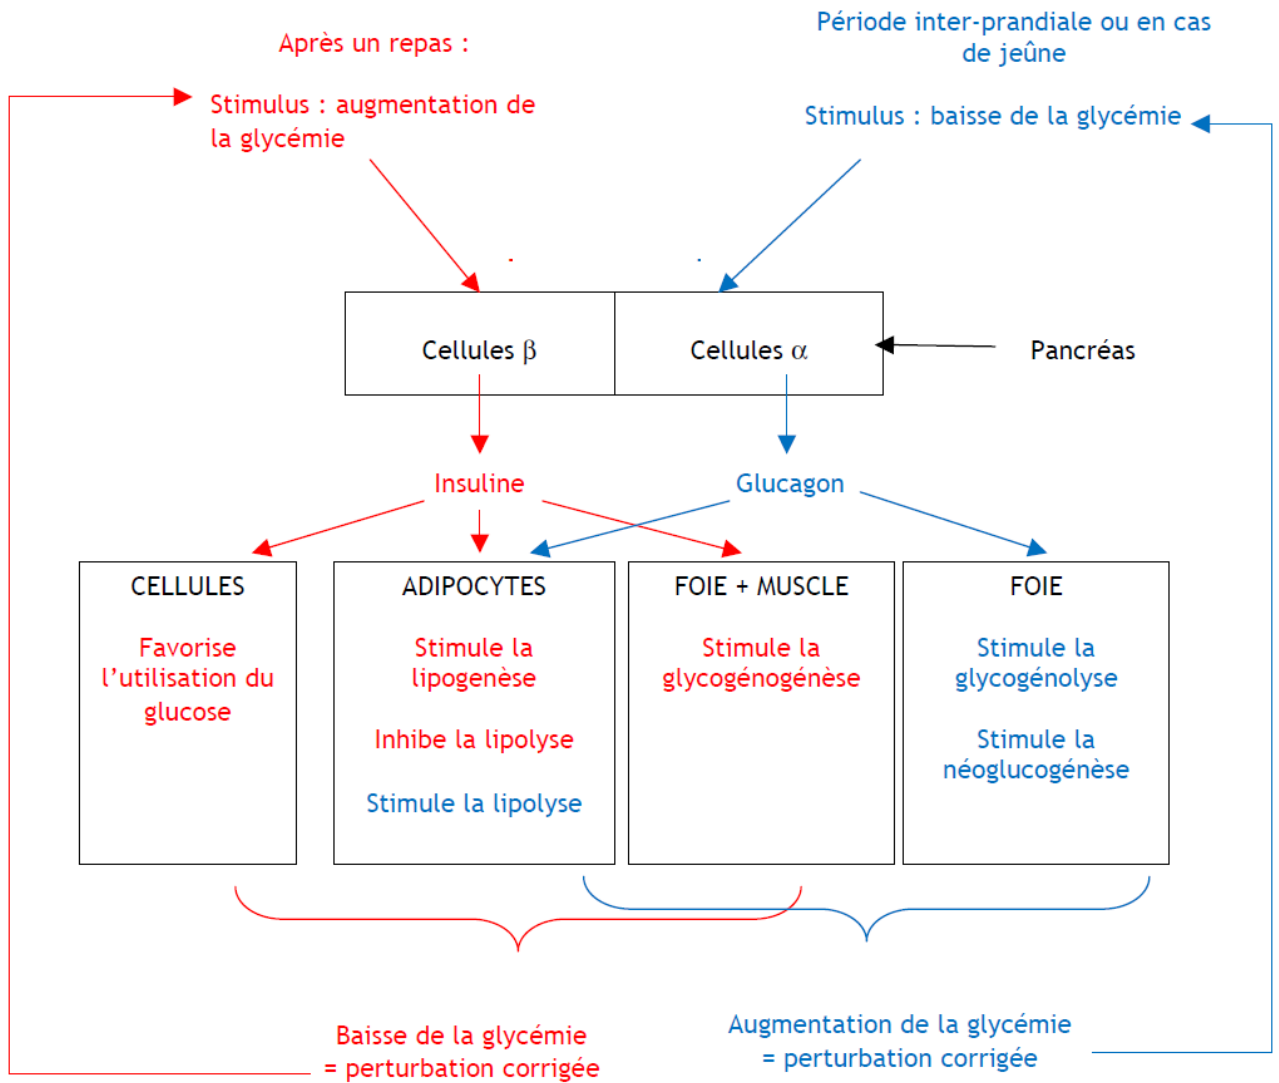 Après un repas :
Stimulus : augmentation de
la glycémie
Période inter-prandiale ou en cas
de jeûne
Stimulus : baisse de la glycémie
Cellules β
Cellules α
Pancréas
Insuline
Glucagon
CELLULES
Favorise
l’utilisation du
glucose
ADIPOCYTES
Stimule la
lipogenèse
Inhibe la lipolyse
Stimule la lipolyse
FOIE + MUSCLE
Stimule la
glycogénogénèse
FOIE
Stimule la
glycogénolyse
Stimule la
néoglucogénèse
Baisse de la glycémie
= perturbation corrigée
Augmentation de la glycémie
= perturbation corrigée